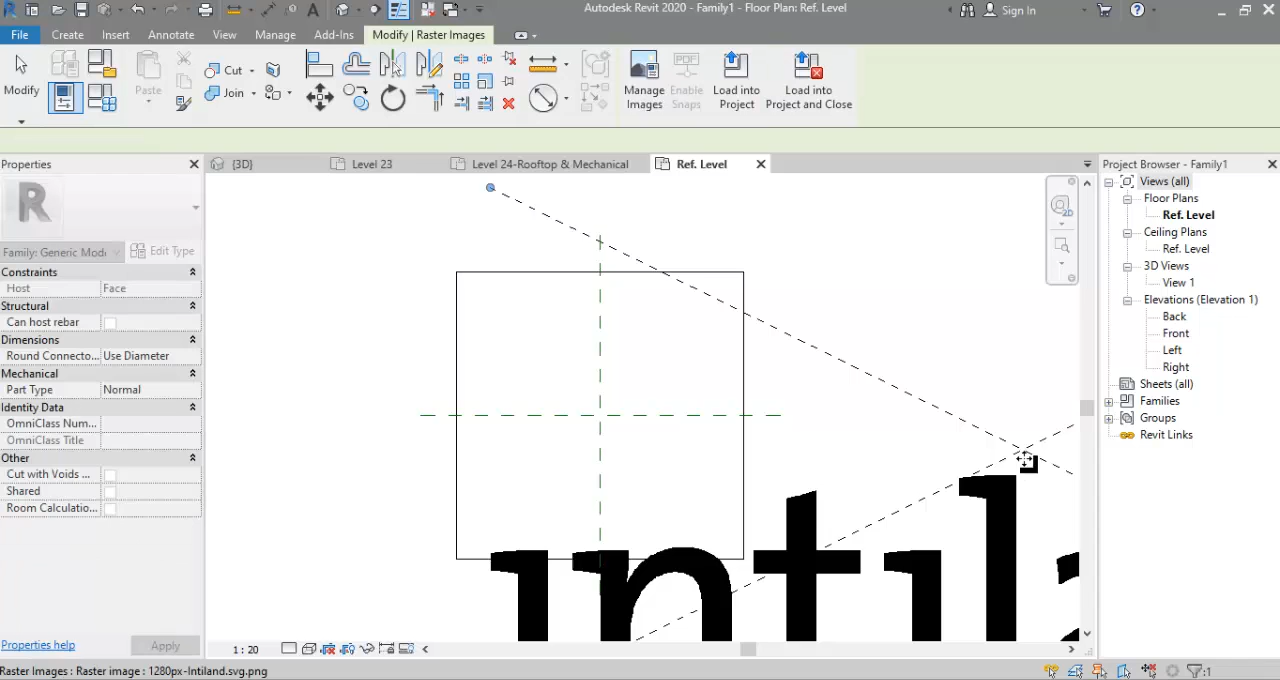 Autodesk Revit 2020 - Family1 - Floor Plan: Ref. Level
Sign In
File Create Insert Annotate View Manage Add-Ins Modify | Raster Images
Modify
Paste
Cut
Join
Manage Images
Enable Snaps
Load into Project
Load into Project and Close
Properties
{3D}
Level 23
Level 24-Rooftop & Mechanical
Ref. Level
Project Browser - Family1
Family: Generic Mod
Edit Type
Constraints
Host Face
Structural
Can host rebar
Dimensions
Round Connecto... Use Diameter
Mechanical
Part Type Normal
Identity Data
OmniClass Num...
OmniClass Title
Other
Cut with Voids ...
Shared
Room Calculatio...
Properties help
Apply
2D
intila
Views (all)
Floor Plans
Ref. Level
Ceiling Plans
Ref. Level
3D Views
View 1
Elevations (Elevation 1)
Back
Front
Left
Right
Sheets (all)
Families
Groups
Revit Links
1 : 20
Raster Images : Raster image : 1280px-Intiland.svg.png
:1